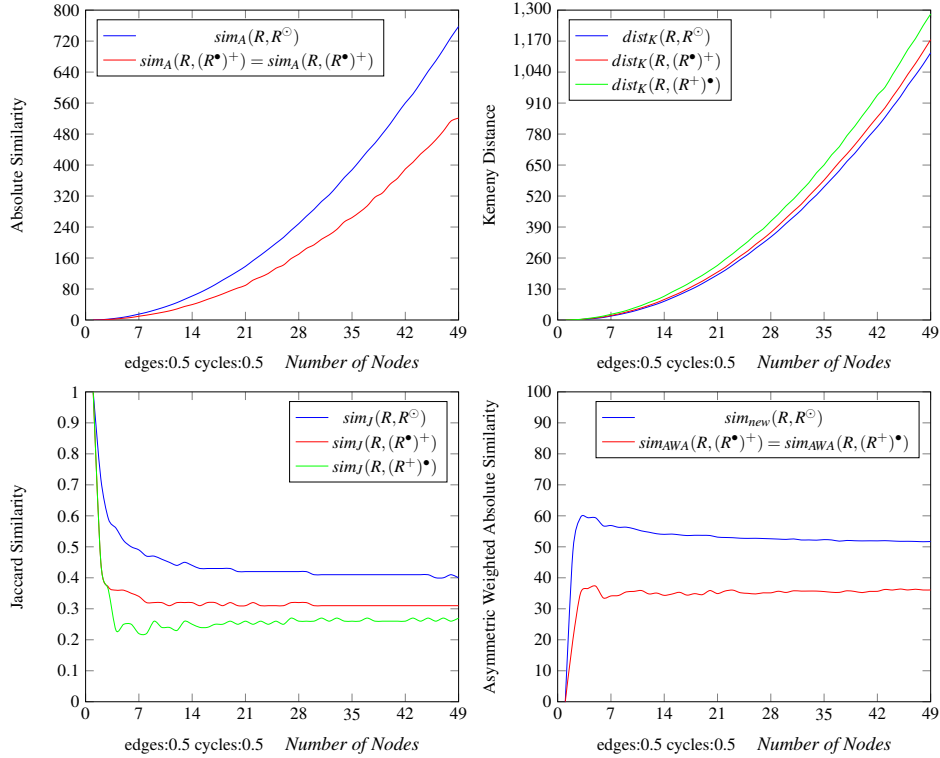 800
720
640
560
480
400
320
240
160
80
0
0 7 14 21 28 35 42 49
Absolute Similarity
sim_A(R,R^⊙)
sim_A(R,(R^●)^+) = sim_A(R,(R^●)^+)
edges:0.5 cycles:0.5 Number of Nodes
1,300
1,170
1,040
910
780
650
520
390
260
130
0
0 7 14 21 28 35 42 49
Kemeny Distance
dist_K(R,R^⊙)
dist_K(R,(R^●)^+)
dist_K(R,(R^+)^●)
edges:0.5 cycles:0.5 Number of Nodes
1
0.9
0.8
0.7
0.6
0.5
0.4
0.3
0.2
0.1
0
0 7 14 21 28 35 42 49
Jaccard Similarity
sim_J(R,R^⊙)
sim_J(R,(R^●)^+)
sim_J(R,(R^+)^●)
edges:0.5 cycles:0.5 Number of Nodes
100
90
80
70
60
50
40
30
20
10
0
0 7 14 21 28 35 42 49
Asymmetric Weighted Absolute Similarity
sim_new(R,R^⊙)
sim_AWA(R,(R^●)^+) = sim_AWA(R,(R^+)^●)
edges:0.5 cycles:0.5 Number of Nodes